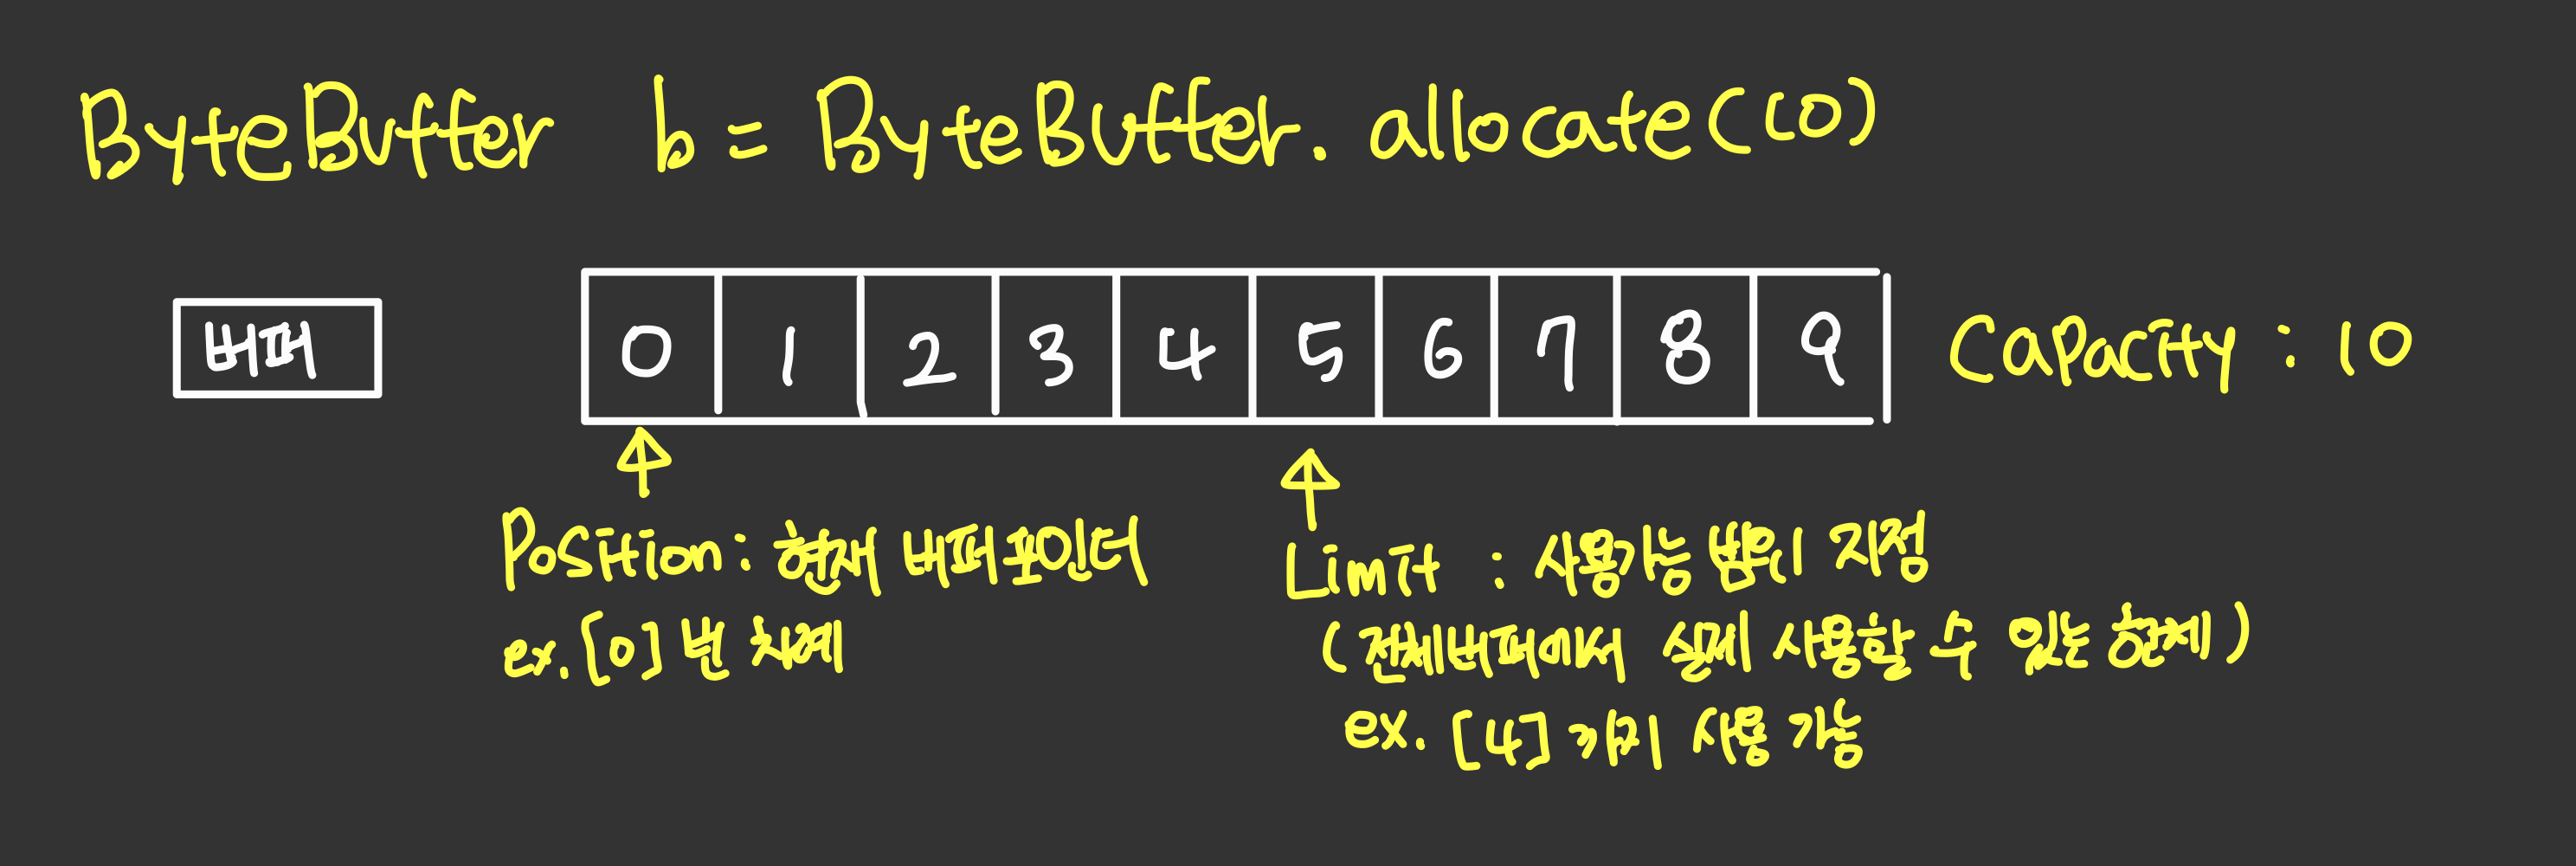 ByteBuffer b = ByteBuffer.allocate(10)
버퍼
0 1 2 3 4 5 6 7 8 9 Capacity : 10
Position : 현재 버퍼포인터
ex. [0] 번 차례
Limit : 사용가능 범위 지정
(전체버퍼에서 실제 사용할 수 있는 한계)
ex. [4] 까지 사용 가능